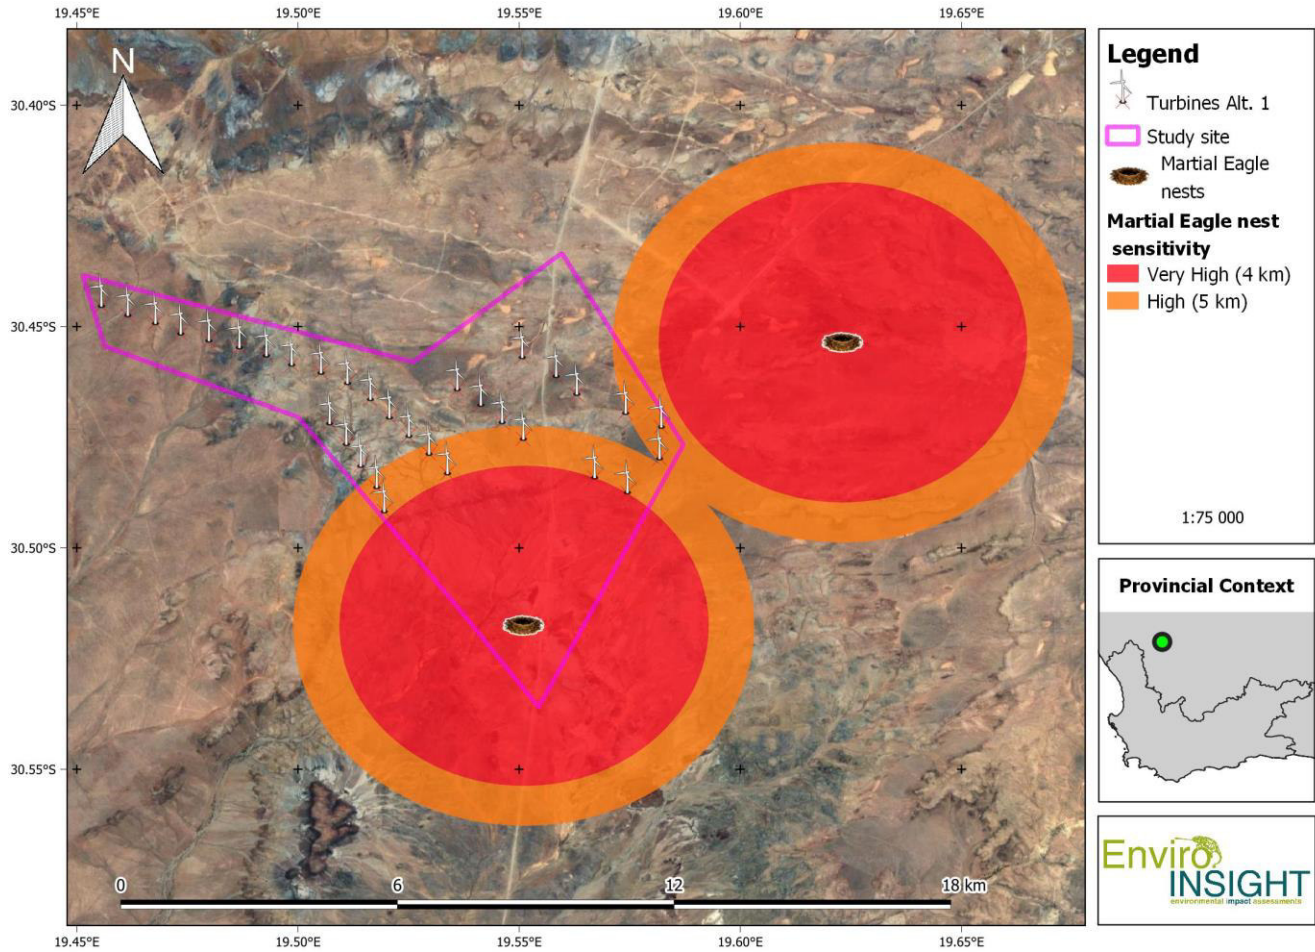 19.45°E 19.50°E 19.55°E 19.60°E 19.65°E
N
30.40°S
30.45°S
30.50°S
30.55°S
0 6 12 18 km
19.45°E 19.50°E 19.55°E 19.60°E 19.65°E
Legend
Turbines Alt. 1
Study site
Martial Eagle
nests
Martial Eagle nest
sensitivity
Very High (4 km)
High (5 km)
1:75 000
Provincial Context
Enviro
INSIGHT
environmental impact assessments